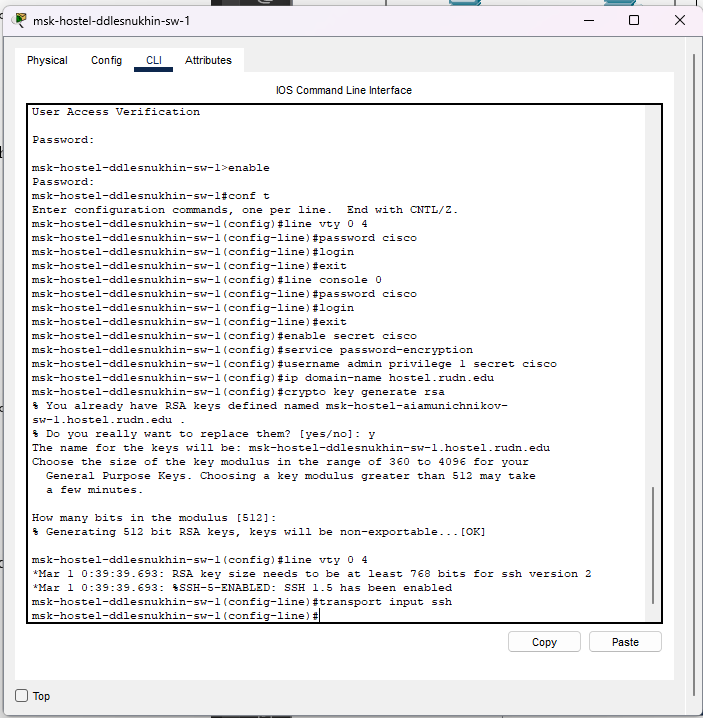 msk-hostel-ddlesnukhin-sw-1
Physical Config CLI Attributes
IOS Command Line Interface
User Access Verification
Password:
msk-hostel-ddlesnukhin-sw-1>enable
Password:
msk-hostel-ddlesnukhin-sw-1#conf t
Enter configuration commands, one per line.  End with CNTL/Z.
msk-hostel-ddlesnukhin-sw-1(config)#line vty 0 4
msk-hostel-ddlesnukhin-sw-1(config-line)#password cisco
msk-hostel-ddlesnukhin-sw-1(config-line)#login
msk-hostel-ddlesnukhin-sw-1(config-line)#exit
msk-hostel-ddlesnukhin-sw-1(config)#line console 0
msk-hostel-ddlesnukhin-sw-1(config-line)#password cisco
msk-hostel-ddlesnukhin-sw-1(config-line)#login
msk-hostel-ddlesnukhin-sw-1(config-line)#exit
msk-hostel-ddlesnukhin-sw-1(config)#enable secret cisco
msk-hostel-ddlesnukhin-sw-1(config)#service password-encryption
msk-hostel-ddlesnukhin-sw-1(config)#username admin privilege 1 secret cisco
msk-hostel-ddlesnukhin-sw-1(config)#ip domain-name hostel.rudn.edu
msk-hostel-ddlesnukhin-sw-1(config)#crypto key generate rsa
% You already have RSA keys defined named msk-hostel-aiamunichnikov-
sw-1.hostel.rudn.edu .
% Do you really want to replace them? [yes/no]: y
The name for the keys will be: msk-hostel-ddlesnukhin-sw-1.hostel.rudn.edu
Choose the size of the key modulus in the range of 360 to 4096 for your
General Purpose Keys. Choosing a key modulus greater than 512 may take
a few minutes.
How many bits in the modulus [512]:
% Generating 512 bit RSA keys, keys will be non-exportable...[OK]
msk-hostel-ddlesnukhin-sw-1(config)#line vty 0 4
*Mar 1 0:39:39.693: RSA key size needs to be at least 768 bits for ssh version 2
*Mar 1 0:39:39.693: %SSH-5-ENABLED: SSH 1.5 has been enabled
msk-hostel-ddlesnukhin-sw-1(config-line)#transport input ssh
msk-hostel-ddlesnukhin-sw-1(config-line)#
Copy Paste
Top